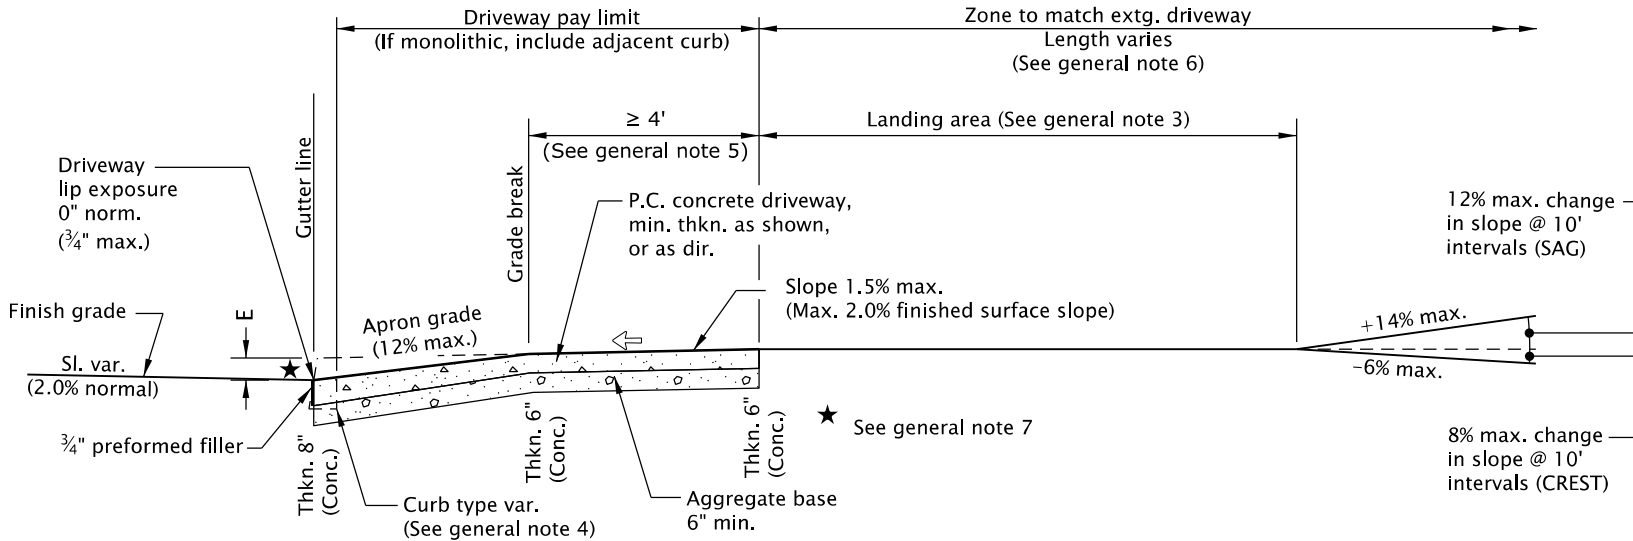 Driveway pay limit
(If monolithic, include adjacent curb)
Zone to match extg. driveway
Length varies
(See general note 6)
≥ 4'
(See general note 5)
Landing area (See general note 3)
Driveway
lip exposure
0" norm.
(¾" max.)
Gutter line
Grade break
P.C. concrete driveway,
min. thkn. as shown,
or as dir.
12% max. change
in slope @ 10'
intervals (SAG)
Slope 1.5% max.
(Max. 2.0% finished surface slope)
Finish grade
E
Apron grade
(12% max.)
+14% max.
Sl. var.
(2.0% normal)
-6% max.
¾" preformed filler
Thkn. 8"
(Conc.)
Thkn. 6"
(Conc.)
Thkn. 6"
(Conc.)
★ See general note 7
8% max. change
in slope @ 10'
intervals (CREST)
Curb type var.
(See general note 4)
Aggregate base
6" min.